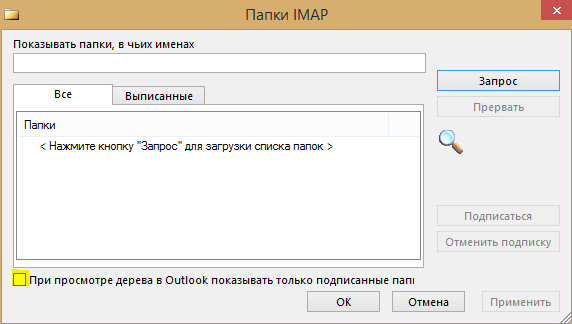 Папки IMAP
Показывать папки, в чьих именах
Запрос
Прервать
Все
Выписанные
Папки
< Нажмите кнопку "Запрос" для загрузки списка папок >
Подписаться
Отменить подписку
При просмотре дерева в Outlook показывать только подписанные пап
ОК
Отмена
Применить